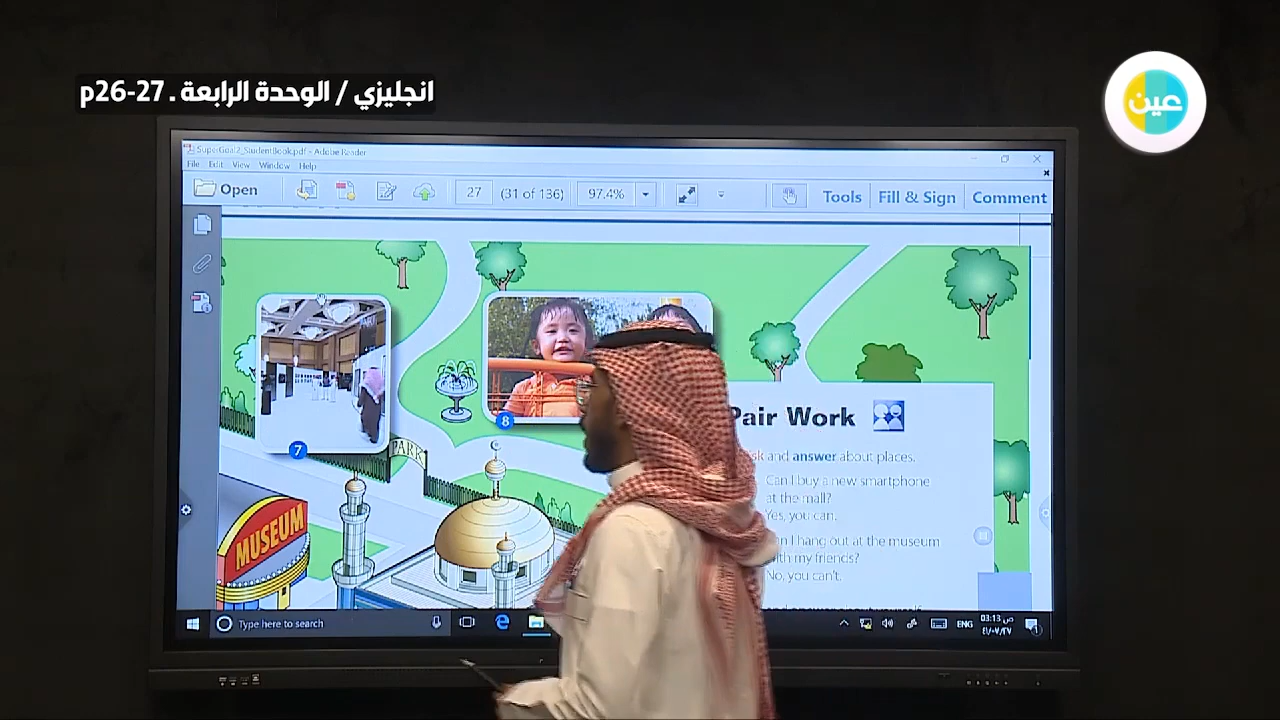 انجليزي / الوحدة الرابعة . p26-27
عين
SuperGoal2_StudentBook.pdf - Adobe Reader
File Edit View Window Help
Open 27 (31 of 136) 97.4% Tools Fill & Sign Comment
7
8
PARK
MUSEUM
Pair Work
and answer about places.
Can I buy a new smartphone
at the mall?
Yes, you can.
I hang out at the museum
my friends?
No, you can't.
Type here to search
ENG
03:13 ص